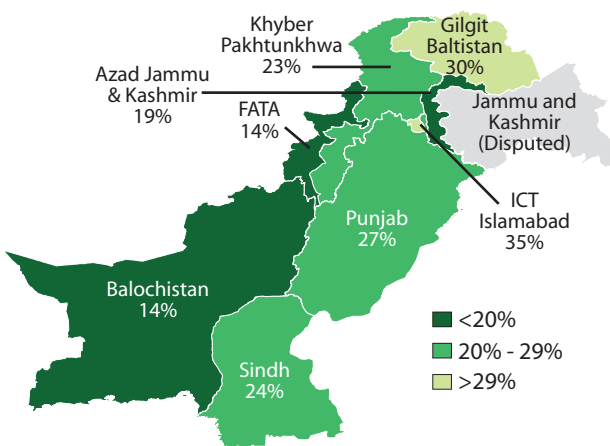 Khyber
Pakhtunkhwa
23%
Gilgit
Baltistan
30%
Azad Jammu
& Kashmir
19%
FATA
14%
Jammu and
Kashmir
(Disputed)
ICT
Islamabad
35%
Punjab
27%
Balochistan
14%
Sindh
24%
<20%
20% - 29%
>29%